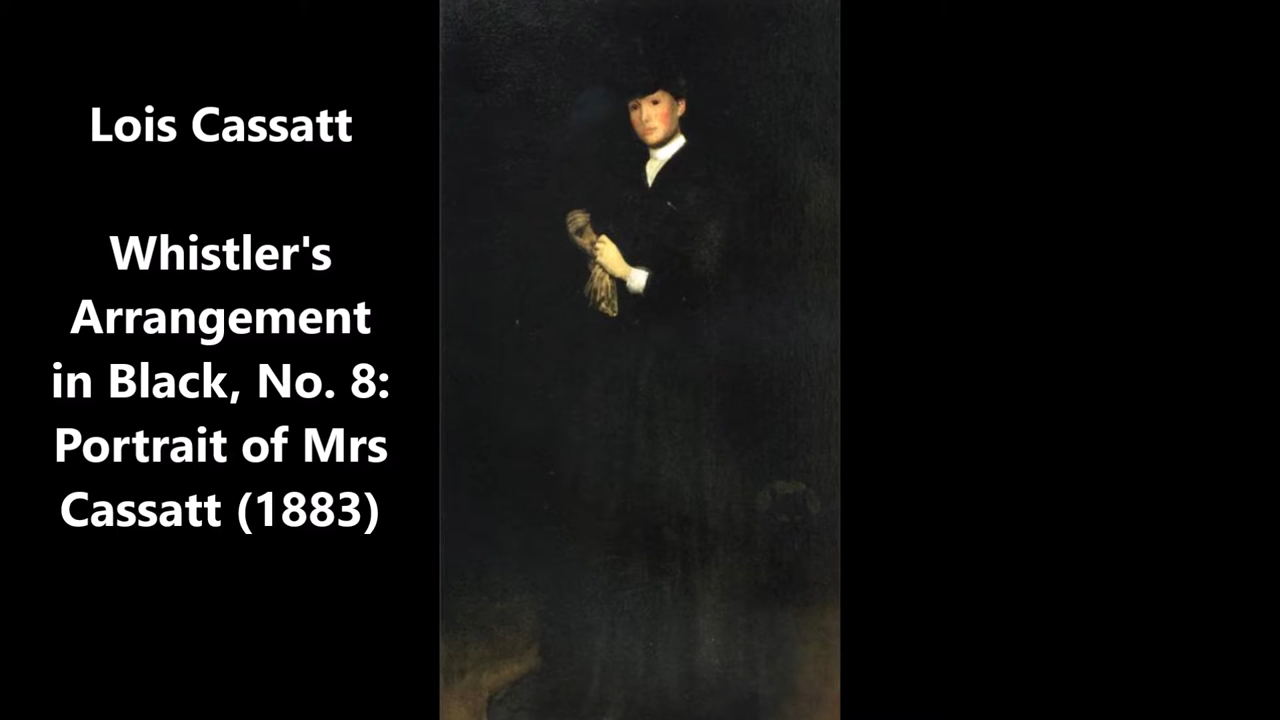 Lois Cassatt
Whistler's
Arrangement
in Black, No. 8:
Portrait of Mrs
Cassatt (1883)